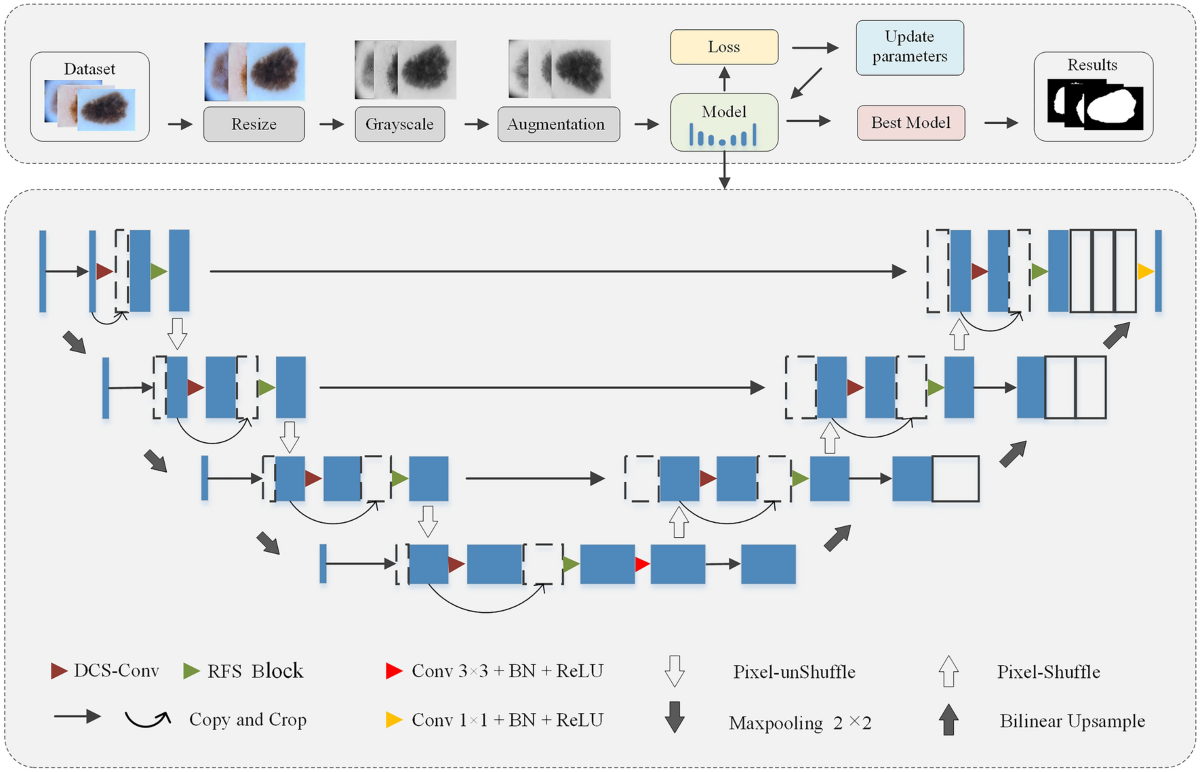 Dataset
Resize
Grayscale
Augmentation
Loss
Model
Update
parameters
Best Model
Results
DCS-Conv
RFS Block
Conv 3×3 + BN + ReLU
Pixel-unShuffle
Pixel-Shuffle
Copy and Crop
Conv 1×1 + BN + ReLU
Maxpooling 2 ×2
Bilinear Upsample